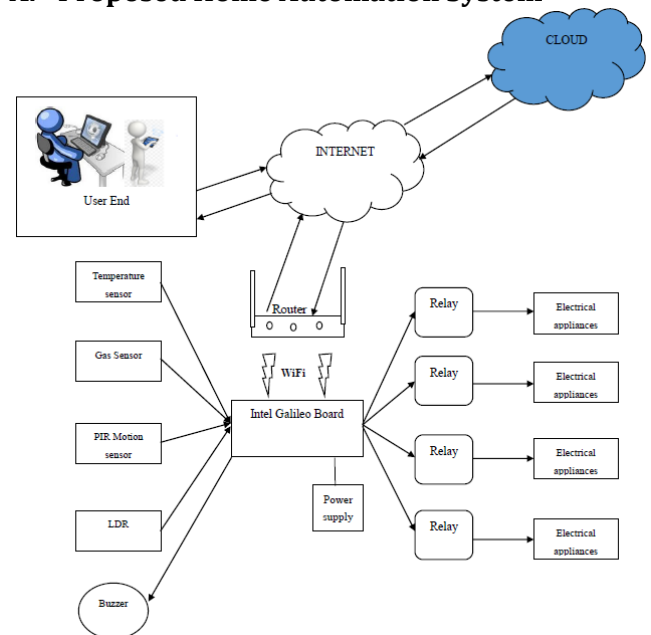 A. Proposed Home Automation System
CLOUD
INTERNET
User End
Temperature
sensor
Router
Relay
Electrical
appliances
Gas Sensor
WiFi
Relay
Electrical
appliances
Intel Galileo Board
PIR Motion
sensor
Relay
Electrical
appliances
Power
supply
LDR
Relay
Electrical
appliances
Buzzer